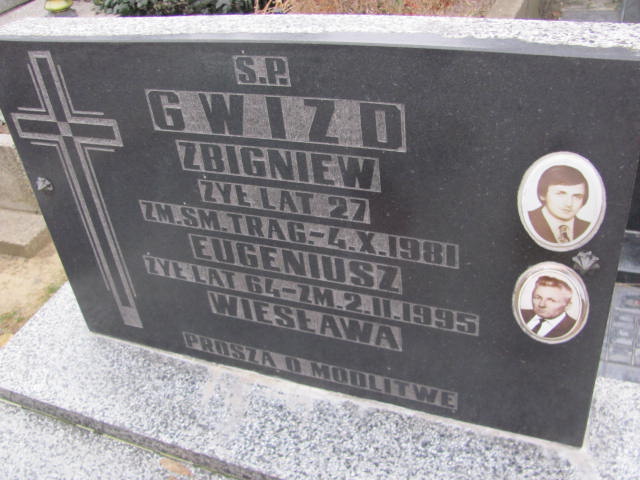 Ś.P.
GWIZD
ZBIGNIEW
ŻYŁ LAT 27
ZM.ŚM.TRAG.-4.X.1981
EUGENIUSZ
ŻYŁ LAT 64-ZM.2.II.1995
WIESŁAWA
PROSZĄ O MODLITWĘ